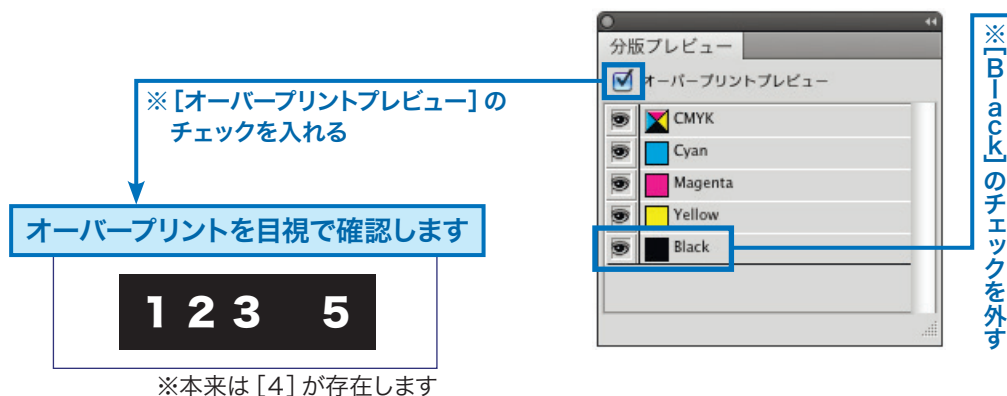 分版プレビュー
オーバープリントプレビュー
CMYK
Cyan
Magenta
Yellow
Black
※［オーバープリントプレビュー］の
チェックを入れる
オーバープリントを目視で確認します
1 2 3 5
※本来は［4］が存在します
※［Black］のチェックを外す